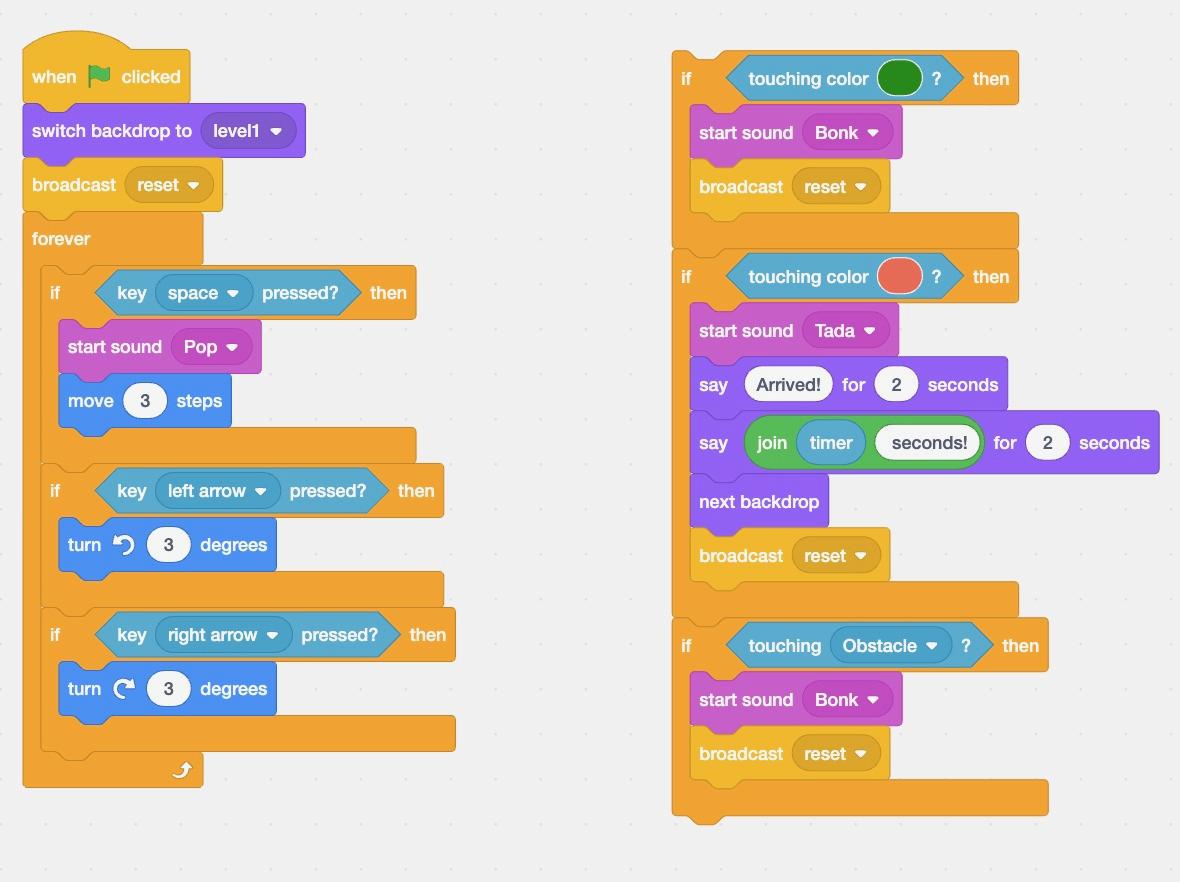 when clicked
switch backdrop to level1
broadcast reset
forever
if key space pressed? then
start sound Pop
move 3 steps
if key left arrow pressed? then
turn 3 degrees
if key right arrow pressed? then
turn 3 degrees
if touching color ? then
start sound Bonk
broadcast reset
if touching color ? then
start sound Tada
say Arrived! for 2 seconds
say join timer seconds! for 2 seconds
next backdrop
broadcast reset
if touching Obstacle ? then
start sound Bonk
broadcast reset